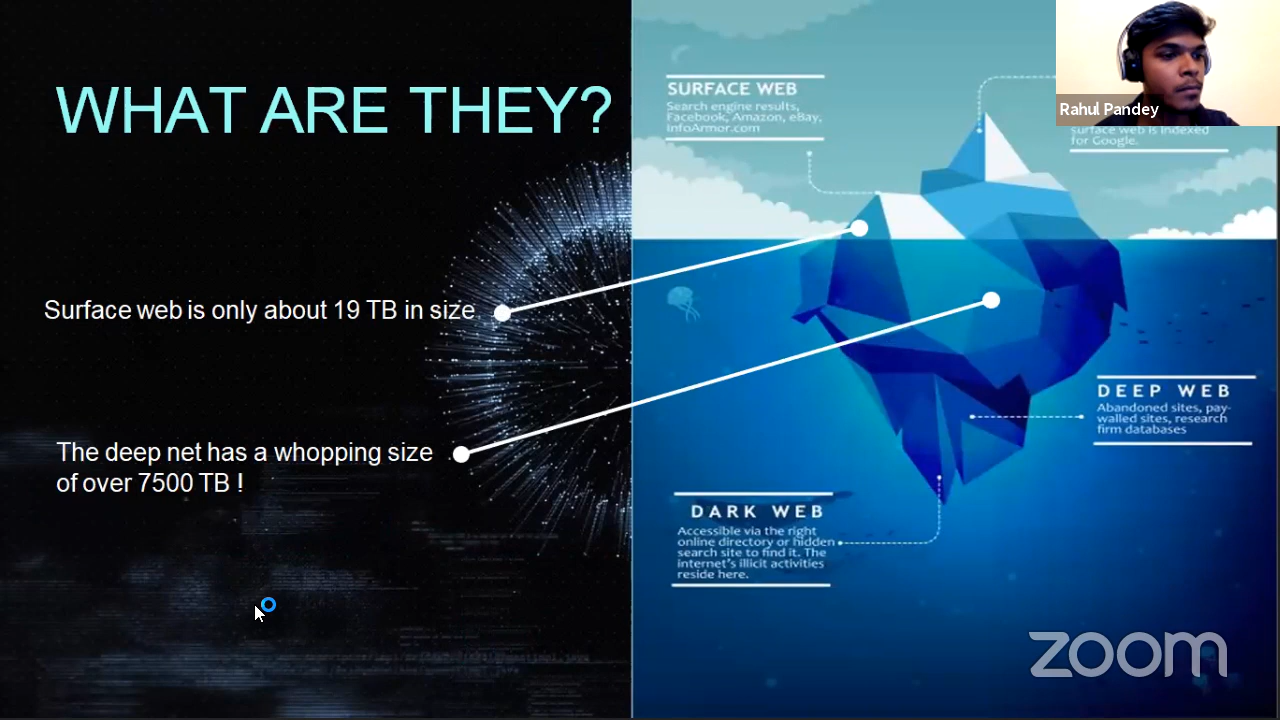 WHAT ARE THEY?
Surface web is only about 19 TB in size
The deep net has a whopping size
of over 7500 TB !
SURFACE WEB
Search engine results,
Facebook, Amazon, eBay,
InfoArmor.com
Rahul Pandey
surface web is indexed
for Google.
DEEP WEB
Abandoned sites, pay-
walled sites, research
firm databases
DARK WEB
Accessible via the right
online directory or hidden
search site to find it. The
internet's illicit activities
reside here.
zoom